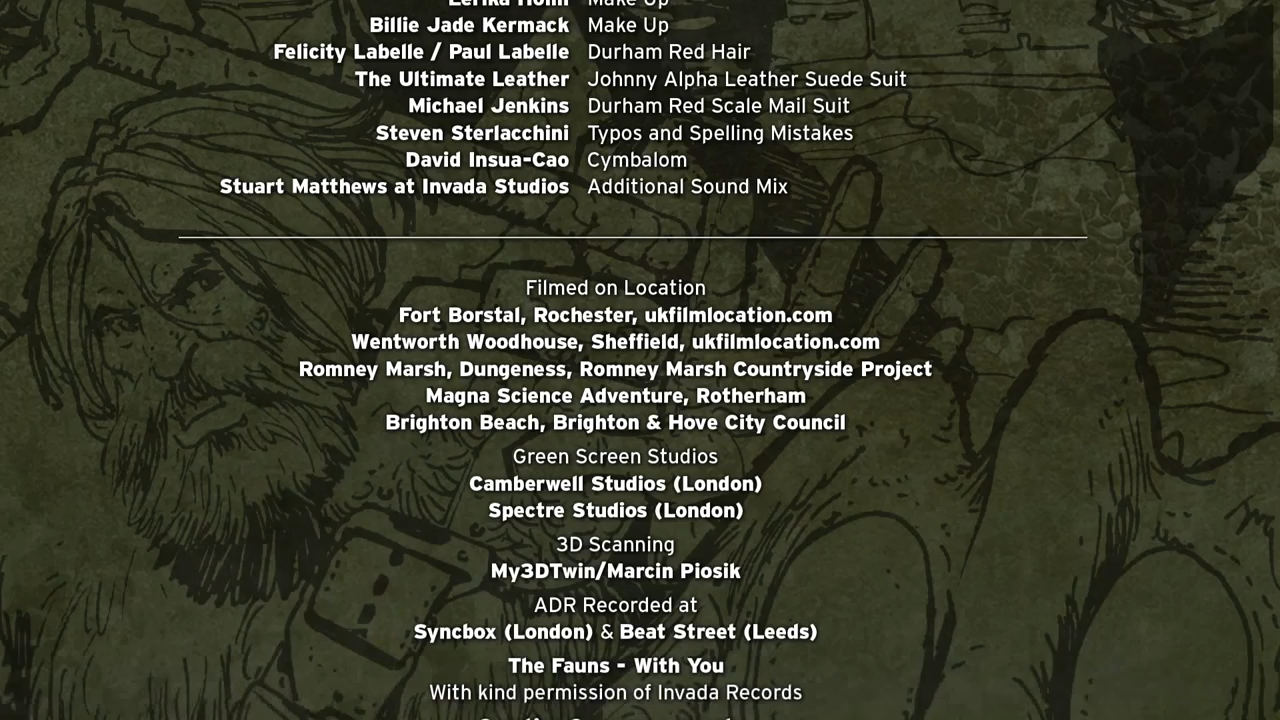 Make Up
Billie Jade Kermack Make Up
Felicity Labelle / Paul Labelle Durham Red Hair
The Ultimate Leather Johnny Alpha Leather Suede Suit
Michael Jenkins Durham Red Scale Mail Suit
Steven Sterlacchini Typos and Spelling Mistakes
David Insua-Cao Cymbalom
Stuart Matthews at Invada Studios Additional Sound Mix
Filmed on Location
Fort Borstal, Rochester, ukfilmlocation.com
Wentworth Woodhouse, Sheffield, ukfilmlocation.com
Romney Marsh, Dungeness, Romney Marsh Countryside Project
Magna Science Adventure, Rotherham
Brighton Beach, Brighton & Hove City Council
Green Screen Studios
Camberwell Studios (London)
Spectre Studios (London)
3D Scanning
My3DTwin/Marcin Piosik
ADR Recorded at
Syncbox (London) & Beat Street (Leeds)
The Fauns - With You
With kind permission of Invada Records